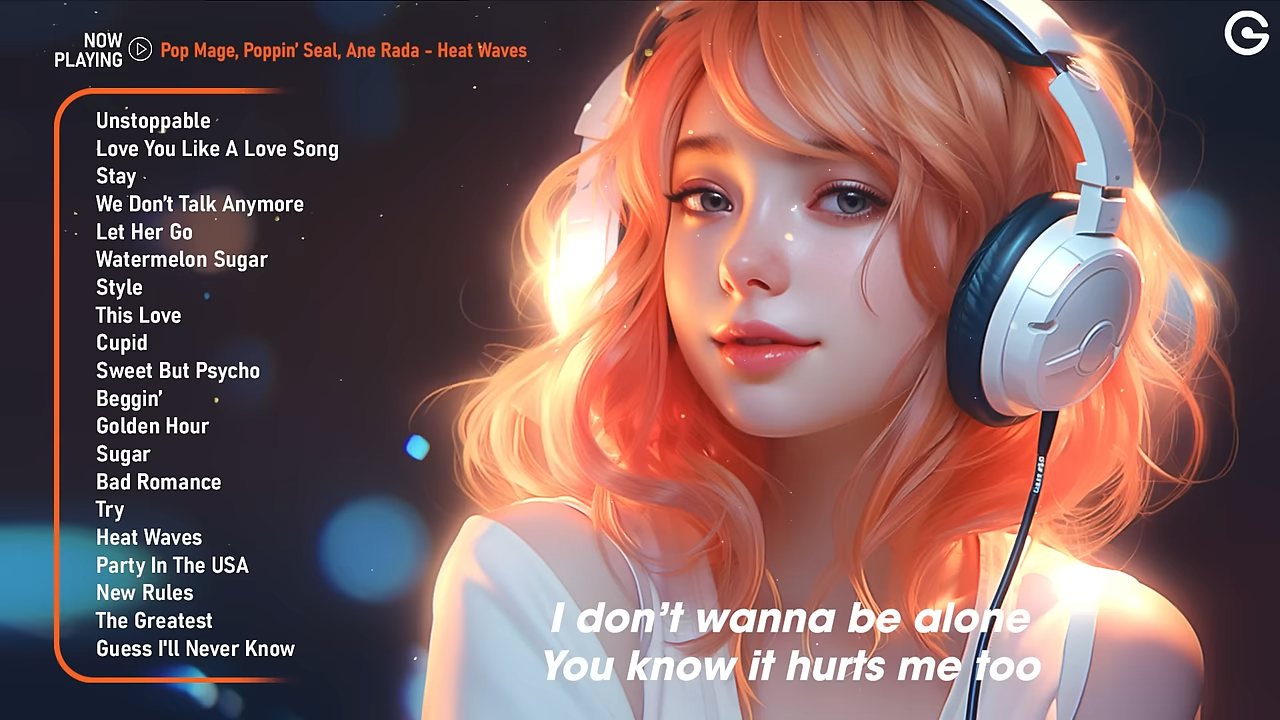 NOW
PLAYING
Pop Mage, Poppin' Seal, Ane Rada - Heat Waves
Unstoppable
Love You Like A Love Song
Stay
We Don't Talk Anymore
Let Her Go
Watermelon Sugar
Style
This Love
Cupid
Sweet But Psycho
Beggin'
Golden Hour
Sugar
Bad Romance
Try
Heat Waves
Party In The USA
New Rules
The Greatest
Guess I'll Never Know
I don't wanna be alone
You know it hurts me too